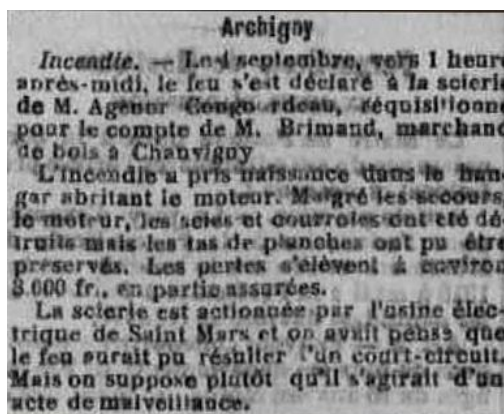 Archigny
Incendie. — Le 4 septembre, vers 1 heure
après-midi, le feu s'est déclaré à la scierie
de M. Agenor Congourdeau, réquisitionn
pour le compte de M. Brimand, marchand
de bois à Chauvigny
L'incendie a pris naissance dans le han-
gar abritant le moteur. Malgré les secours,
le moteur, les scies et courroies ont été dé-
truits mais les tas de planches ont pu être
préservés. Les pertes s'élèvent à environ
3.000 fr., en partie assurées.
La scierie est actionnée par l'usine élec-
trique de Saint Mars et on avait pensé que
le feu aurait pu résulter d'un court-circuit.
Mais on suppose plutôt qu'il s'agirait d'un
acte de malveillance.